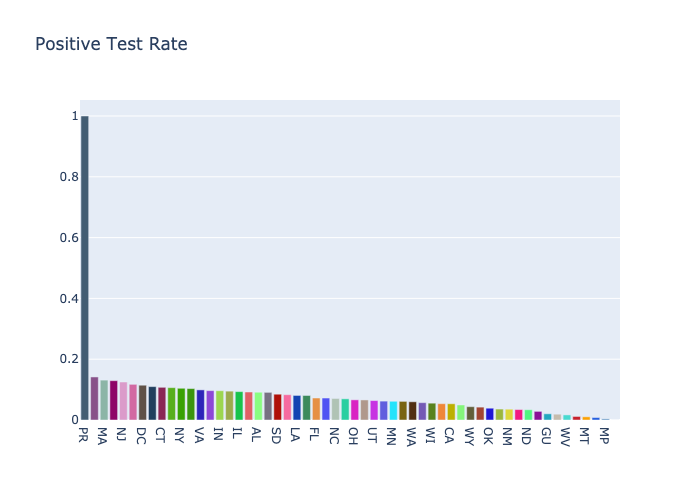 Positive Test Rate
1
0.8
0.6
0.4
0.2
0
PR
MA
NJ
DC
CT
NY
VA
IN
IL
AL
SD
LA
FL
NC
OH
UT
MN
WA
WI
CA
WY
OK
NM
ND
GU
WV
MT
MP